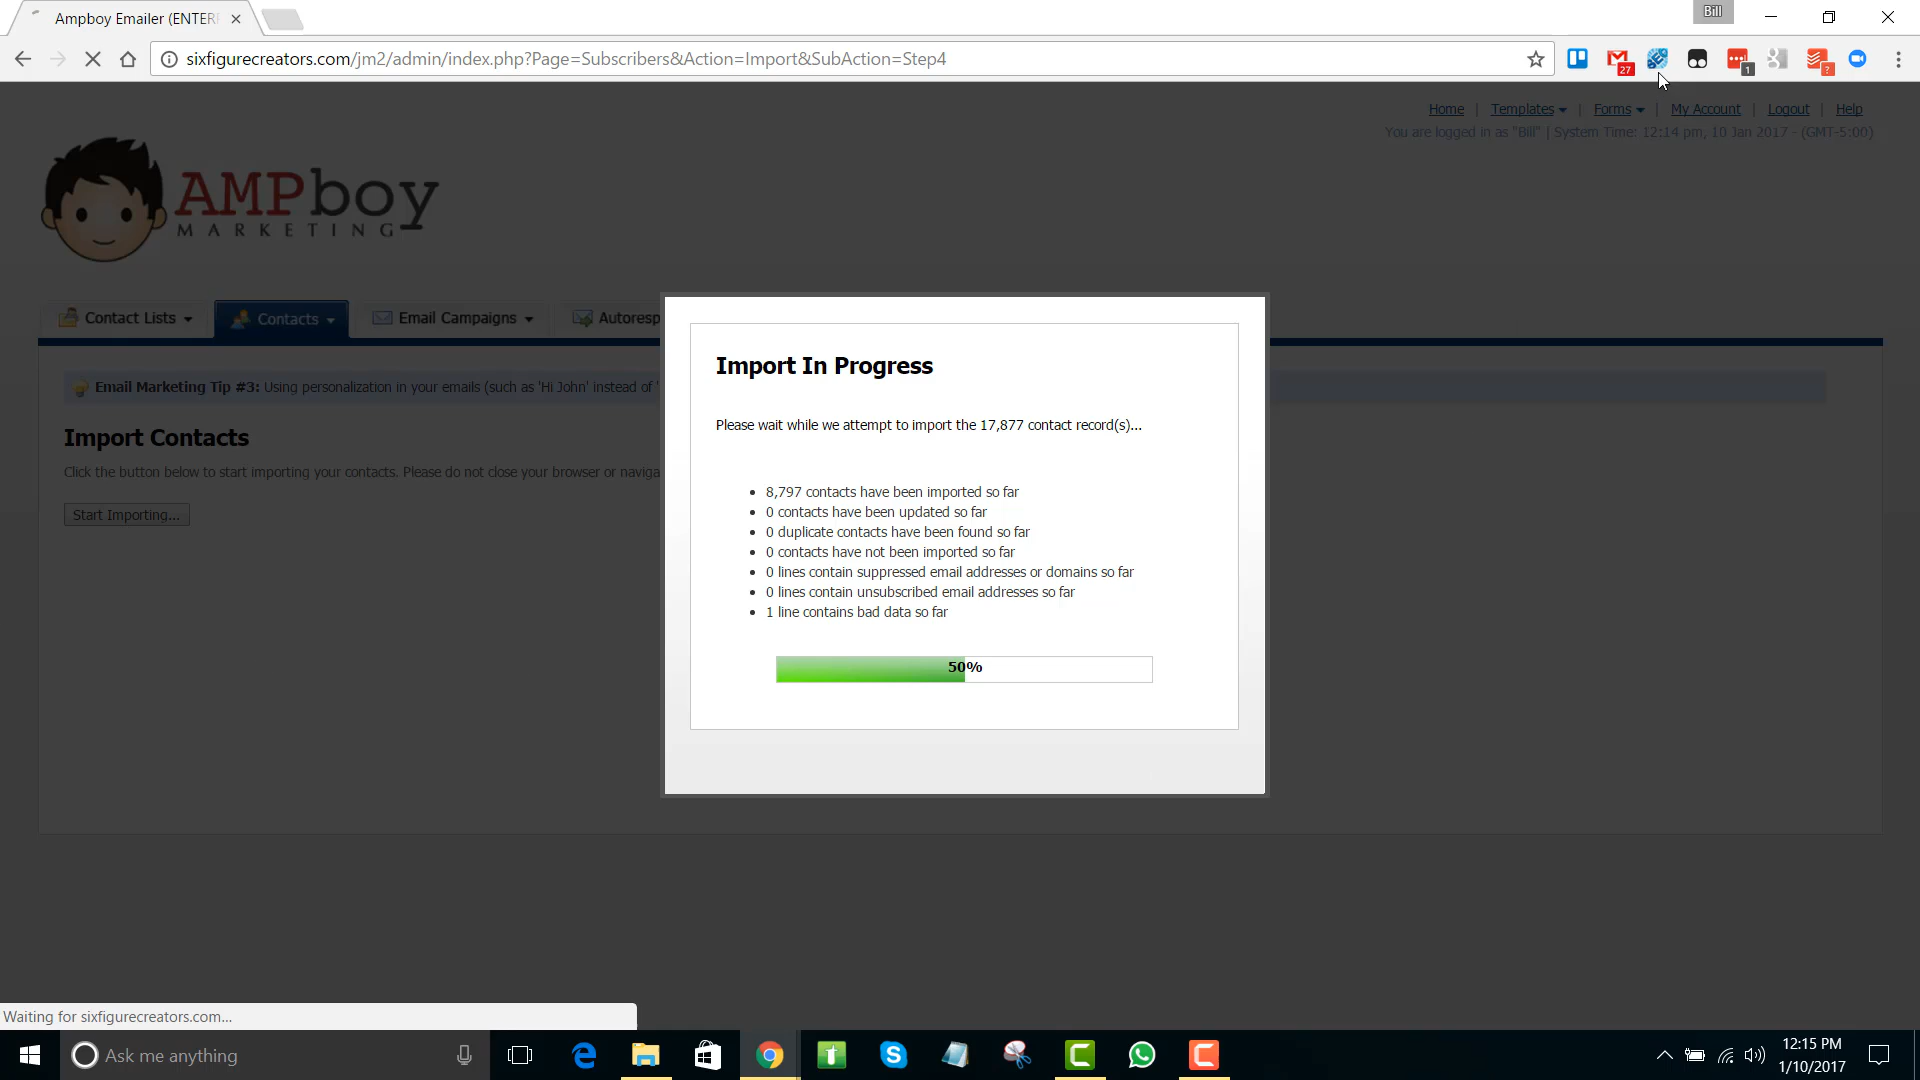 Ampboy Emailer (ENTER
Bill
sixfigurecreators.com/jm2/admin/index.php?Page=Subscribers&Action=Import&SubAction=Step4
27
1
?
Home | Templates | Forms | My Account | Logout | Help
You are logged in as "Bill" | System Time: 12:14 pm, 10 Jan 2017 - (GMT-5:00)
AMPboy
MARKETING
Contact Lists Contacts Email Campaigns Autoresp
Email Marketing Tip #3: Using personalization in your emails (such as 'Hi John' instead of '
Import Contacts
Click the button below to start importing your contacts. Please do not close your browser or naviga
Start Importing...
Import In Progress
Please wait while we attempt to import the 17,877 contact record(s)...
8,797 contacts have been imported so far
0 contacts have been updated so far
0 duplicate contacts have been found so far
0 contacts have not been imported so far
0 lines contain suppressed email addresses or domains so far
0 lines contain unsubscribed email addresses so far
1 line contains bad data so far
50%
Waiting for sixfigurecreators.com...
Ask me anything
12:15 PM
1/10/2017